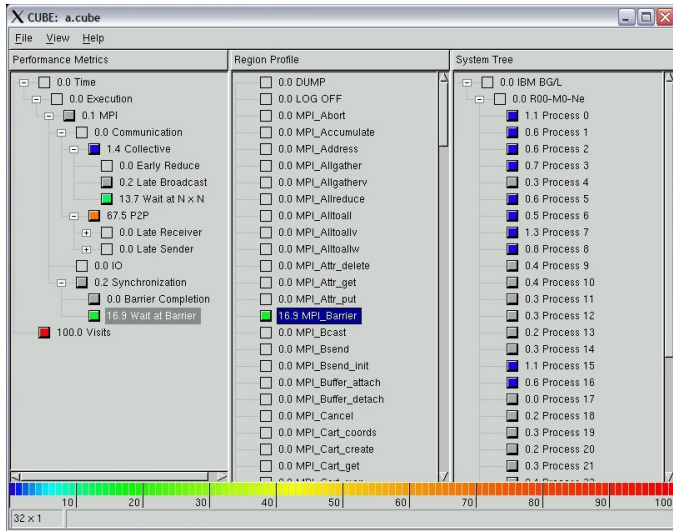 CUBE: a.cube
File View Help
Performance Metrics
0.0 Time
0.0 Execution
0.1 MPI
0.0 Communication
1.4 Collective
0.0 Early Reduce
0.2 Late Broadcast
13.7 Wait at N × N
67.5 P2P
0.0 Late Receiver
0.0 Late Sender
0.0 IO
0.2 Synchronization
0.0 Barrier Completion
16.9 Wait at Barrier
100.0 Visits
Region Profile
0.0 DUMP
0.0 LOG OFF
0.0 MPI_Abort
0.0 MPI_Accumulate
0.0 MPI_Address
0.0 MPI_Allgather
0.0 MPI_Allgatherv
0.0 MPI_Allreduce
0.0 MPI_Alltoall
0.0 MPI_Alltoallv
0.0 MPI_Alltoallw
0.0 MPI_Attr_delete
0.0 MPI_Attr_get
0.0 MPI_Attr_put
16.9 MPI_Barrier
0.0 MPI_Bcast
0.0 MPI_Bsend
0.0 MPI_Bsend_init
0.0 MPI_Buffer_attach
0.0 MPI_Buffer_detach
0.0 MPI_Cancel
0.0 MPI_Cart_coords
0.0 MPI_Cart_create
0.0 MPI_Cart_get
System Tree
0.0 IBM BG/L
0.0 R00-M0-Ne
1.1 Process 0
0.6 Process 1
0.6 Process 2
0.7 Process 3
0.3 Process 4
0.6 Process 5
0.5 Process 6
1.3 Process 7
0.8 Process 8
0.4 Process 9
0.4 Process 10
0.3 Process 11
0.3 Process 12
0.2 Process 13
0.3 Process 14
1.1 Process 15
0.6 Process 16
0.0 Process 17
0.2 Process 18
0.3 Process 19
0.2 Process 20
0.3 Process 21
10 20 30 40 50 60 70 80 90 100
32 × 1